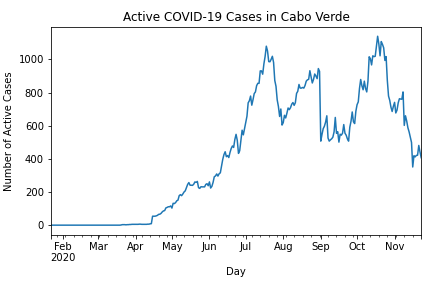 Active COVID-19 Cases in Cabo Verde
Number of Active Cases
1000
800
600
400
200
0
Feb Mar Apr May Jun Jul Aug Sep Oct Nov
2020
Day